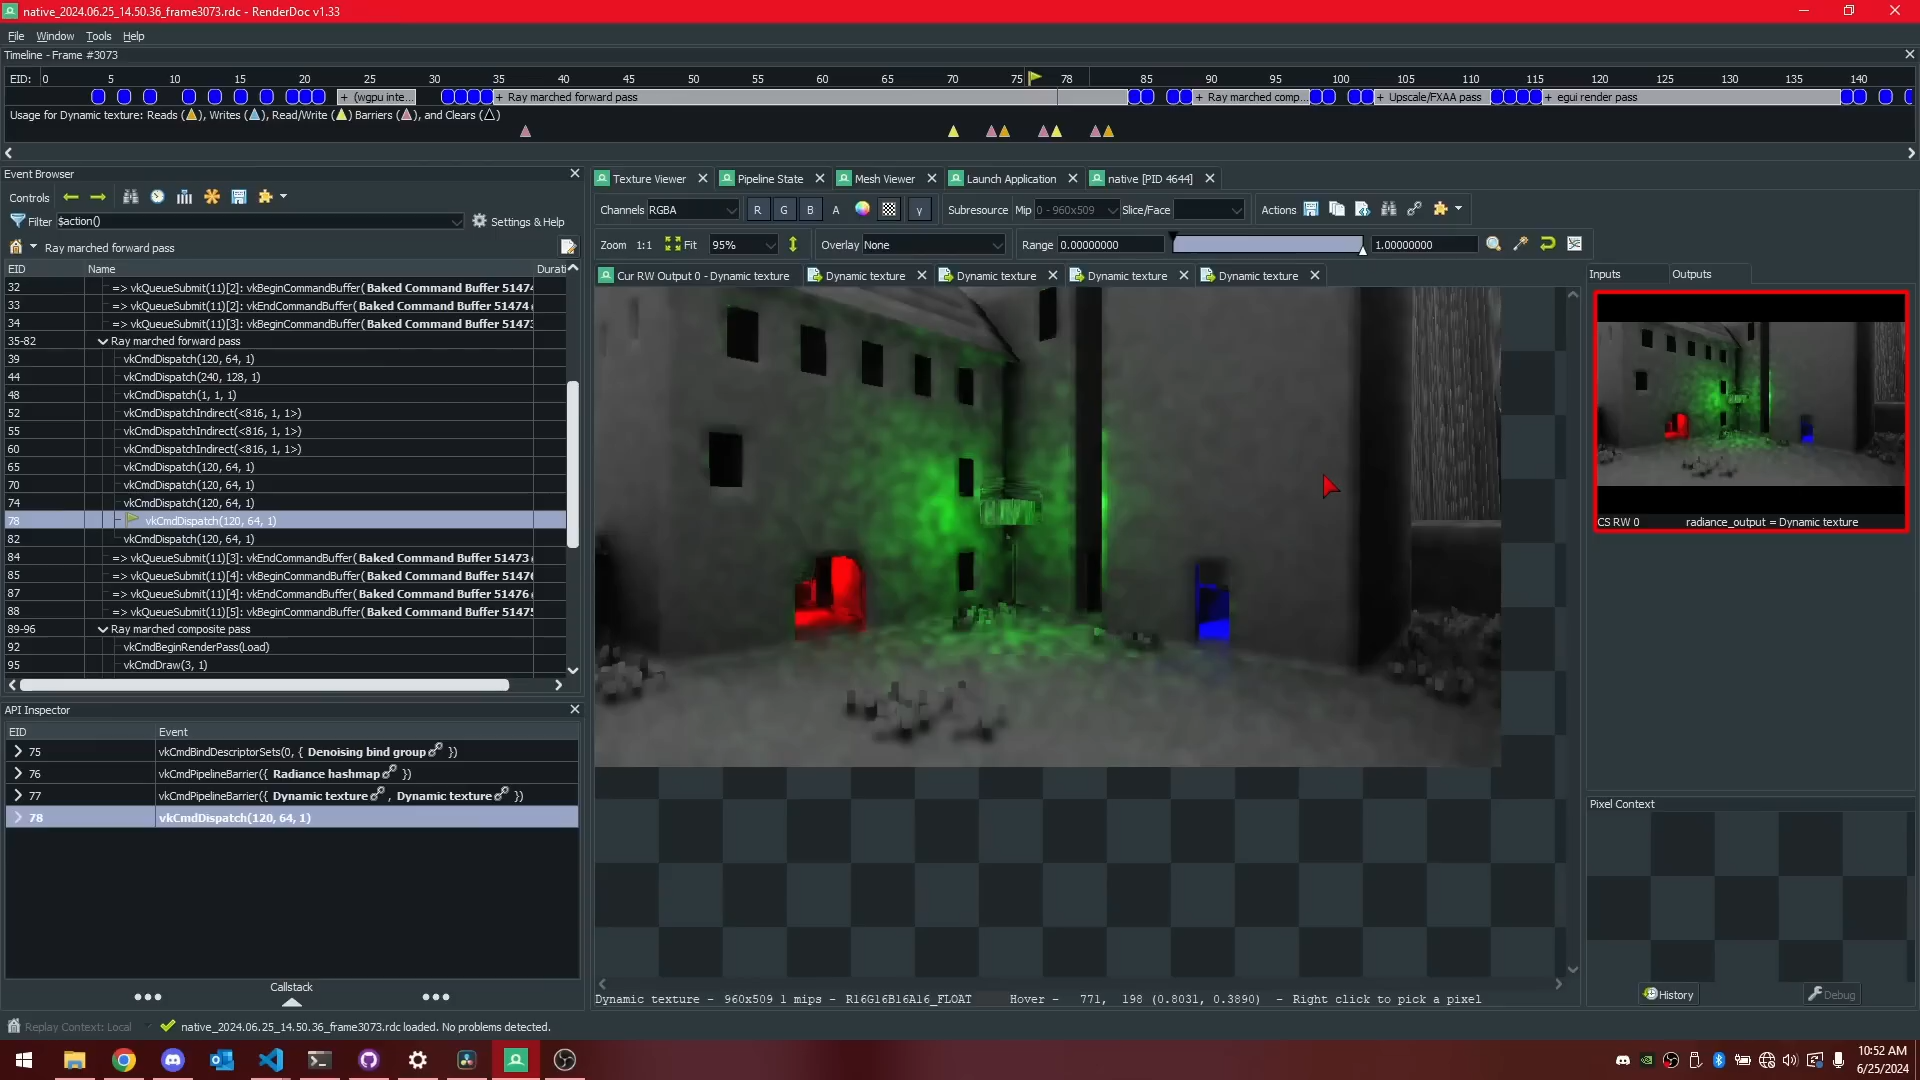 native_2024.06.25_14.50.36_frame3073.rdc - RenderDoc v1.33
File Window Tools Help
Timeline - Frame #3073
EID: 0 5 10 15 20 25 30 35 40 45 50 55 60 65 70 75 78 85 90 95 100 105 110 115 120 125 130 135 140
+ (wgpu inte... + Ray marched forward pass + Ray marched comp... + Upscale/FXAA pass + egui render pass
Usage for Dynamic texture: Reads ( ), Writes ( ), Read/Write ( ) Barriers ( ), and Clears ( )
Event Browser
Controls
Filter $action() Settings & Help
Ray marched forward pass
EID Name Durati
32 => vkQueueSubmit(11)[2]: vkBeginCommandBuffer(Baked Command Buffer 51474
33 => vkQueueSubmit(11)[2]: vkEndCommandBuffer(Baked Command Buffer 51474
34 => vkQueueSubmit(11)[3]: vkBeginCommandBuffer(Baked Command Buffer 51473
35-82 Ray marched forward pass
39 vkCmdDispatch(120, 64, 1)
44 vkCmdDispatch(240, 128, 1)
48 vkCmdDispatch(1, 1, 1)
52 vkCmdDispatchIndirect(<816, 1, 1>)
55 vkCmdDispatchIndirect(<816, 1, 1>)
60 vkCmdDispatchIndirect(<816, 1, 1>)
65 vkCmdDispatch(120, 64, 1)
70 vkCmdDispatch(120, 64, 1)
74 vkCmdDispatch(120, 64, 1)
78 vkCmdDispatch(120, 64, 1)
82 vkCmdDispatch(120, 64, 1)
84 => vkQueueSubmit(11)[3]: vkEndCommandBuffer(Baked Command Buffer 51473
85 => vkQueueSubmit(11)[4]: vkBeginCommandBuffer(Baked Command Buffer 51476
87 => vkQueueSubmit(11)[4]: vkEndCommandBuffer(Baked Command Buffer 51476
88 => vkQueueSubmit(11)[5]: vkBeginCommandBuffer(Baked Command Buffer 51475
89-96 Ray marched composite pass
92 vkCmdBeginRenderPass(Load)
95 vkCmdDraw(3, 1)
API Inspector
EID Event
75 vkCmdBindDescriptorSets(0, { Denoising bind group })
76 vkCmdPipelineBarrier({ Radiance hashmap })
77 vkCmdPipelineBarrier({ Dynamic texture , Dynamic texture })
78 vkCmdDispatch(120, 64, 1)
Callstack
Texture Viewer Pipeline State Mesh Viewer Launch Application native [PID 4644]
Channels RGBA R G B A γ Subresource Mip 0 - 960x509 Slice/Face Actions
Zoom 1:1 Fit 95% Overlay None Range 0.00000000 1.00000000
Cur RW Output 0 - Dynamic texture Dynamic texture Dynamic texture Dynamic texture Dynamic texture
Dynamic texture - 960x509 1 mips - R16G16B16A16_FLOAT Hover - 771, 198 (0.8031, 0.3890) - Right click to pick a pixel
Inputs Outputs
CS RW 0 radiance_output = Dynamic texture
Pixel Context
History Debug
Replay Context: Local native_2024.06.25_14.50.36_frame3073.rdc loaded. No problems detected.
10:52 AM
6/25/2024